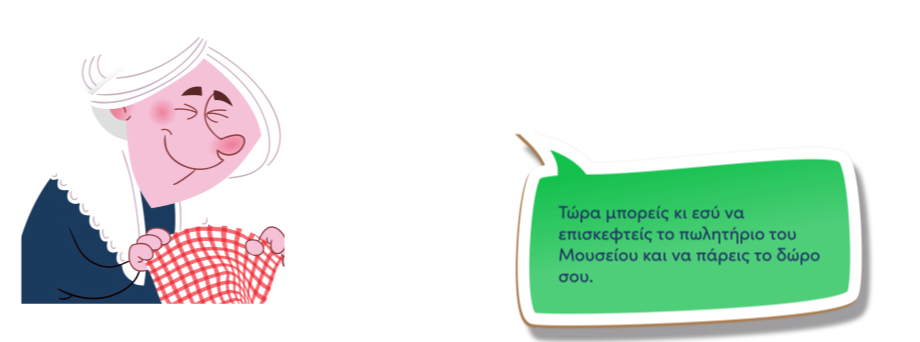 Τώρα μπορείς κι εσύ να
επισκεφτείς το πωλητήριο του
Μουσείου και να πάρεις το δώρο
σου.